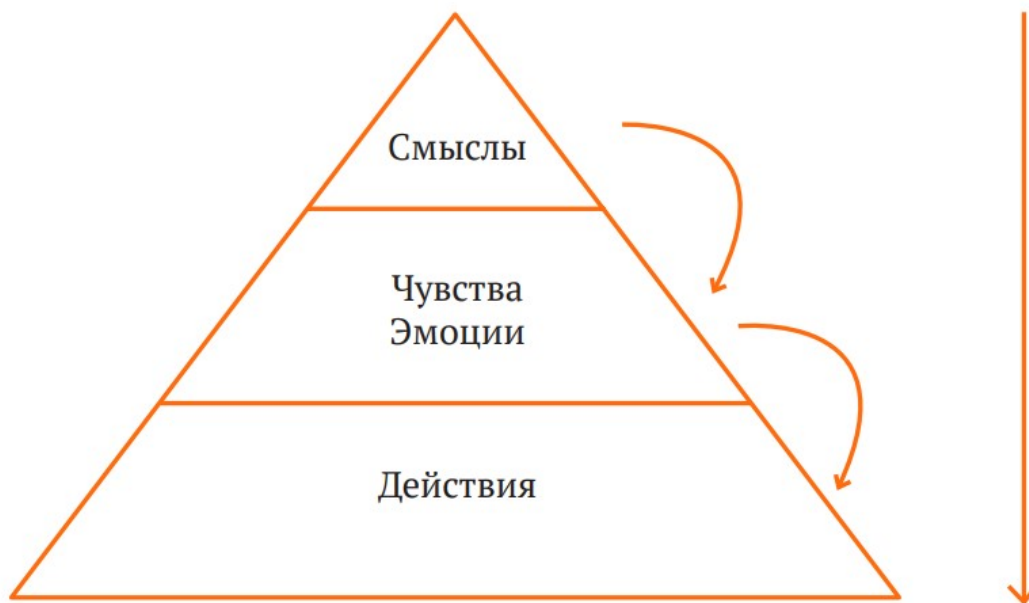 Смыслы
Чувства
Эмоции
Действия